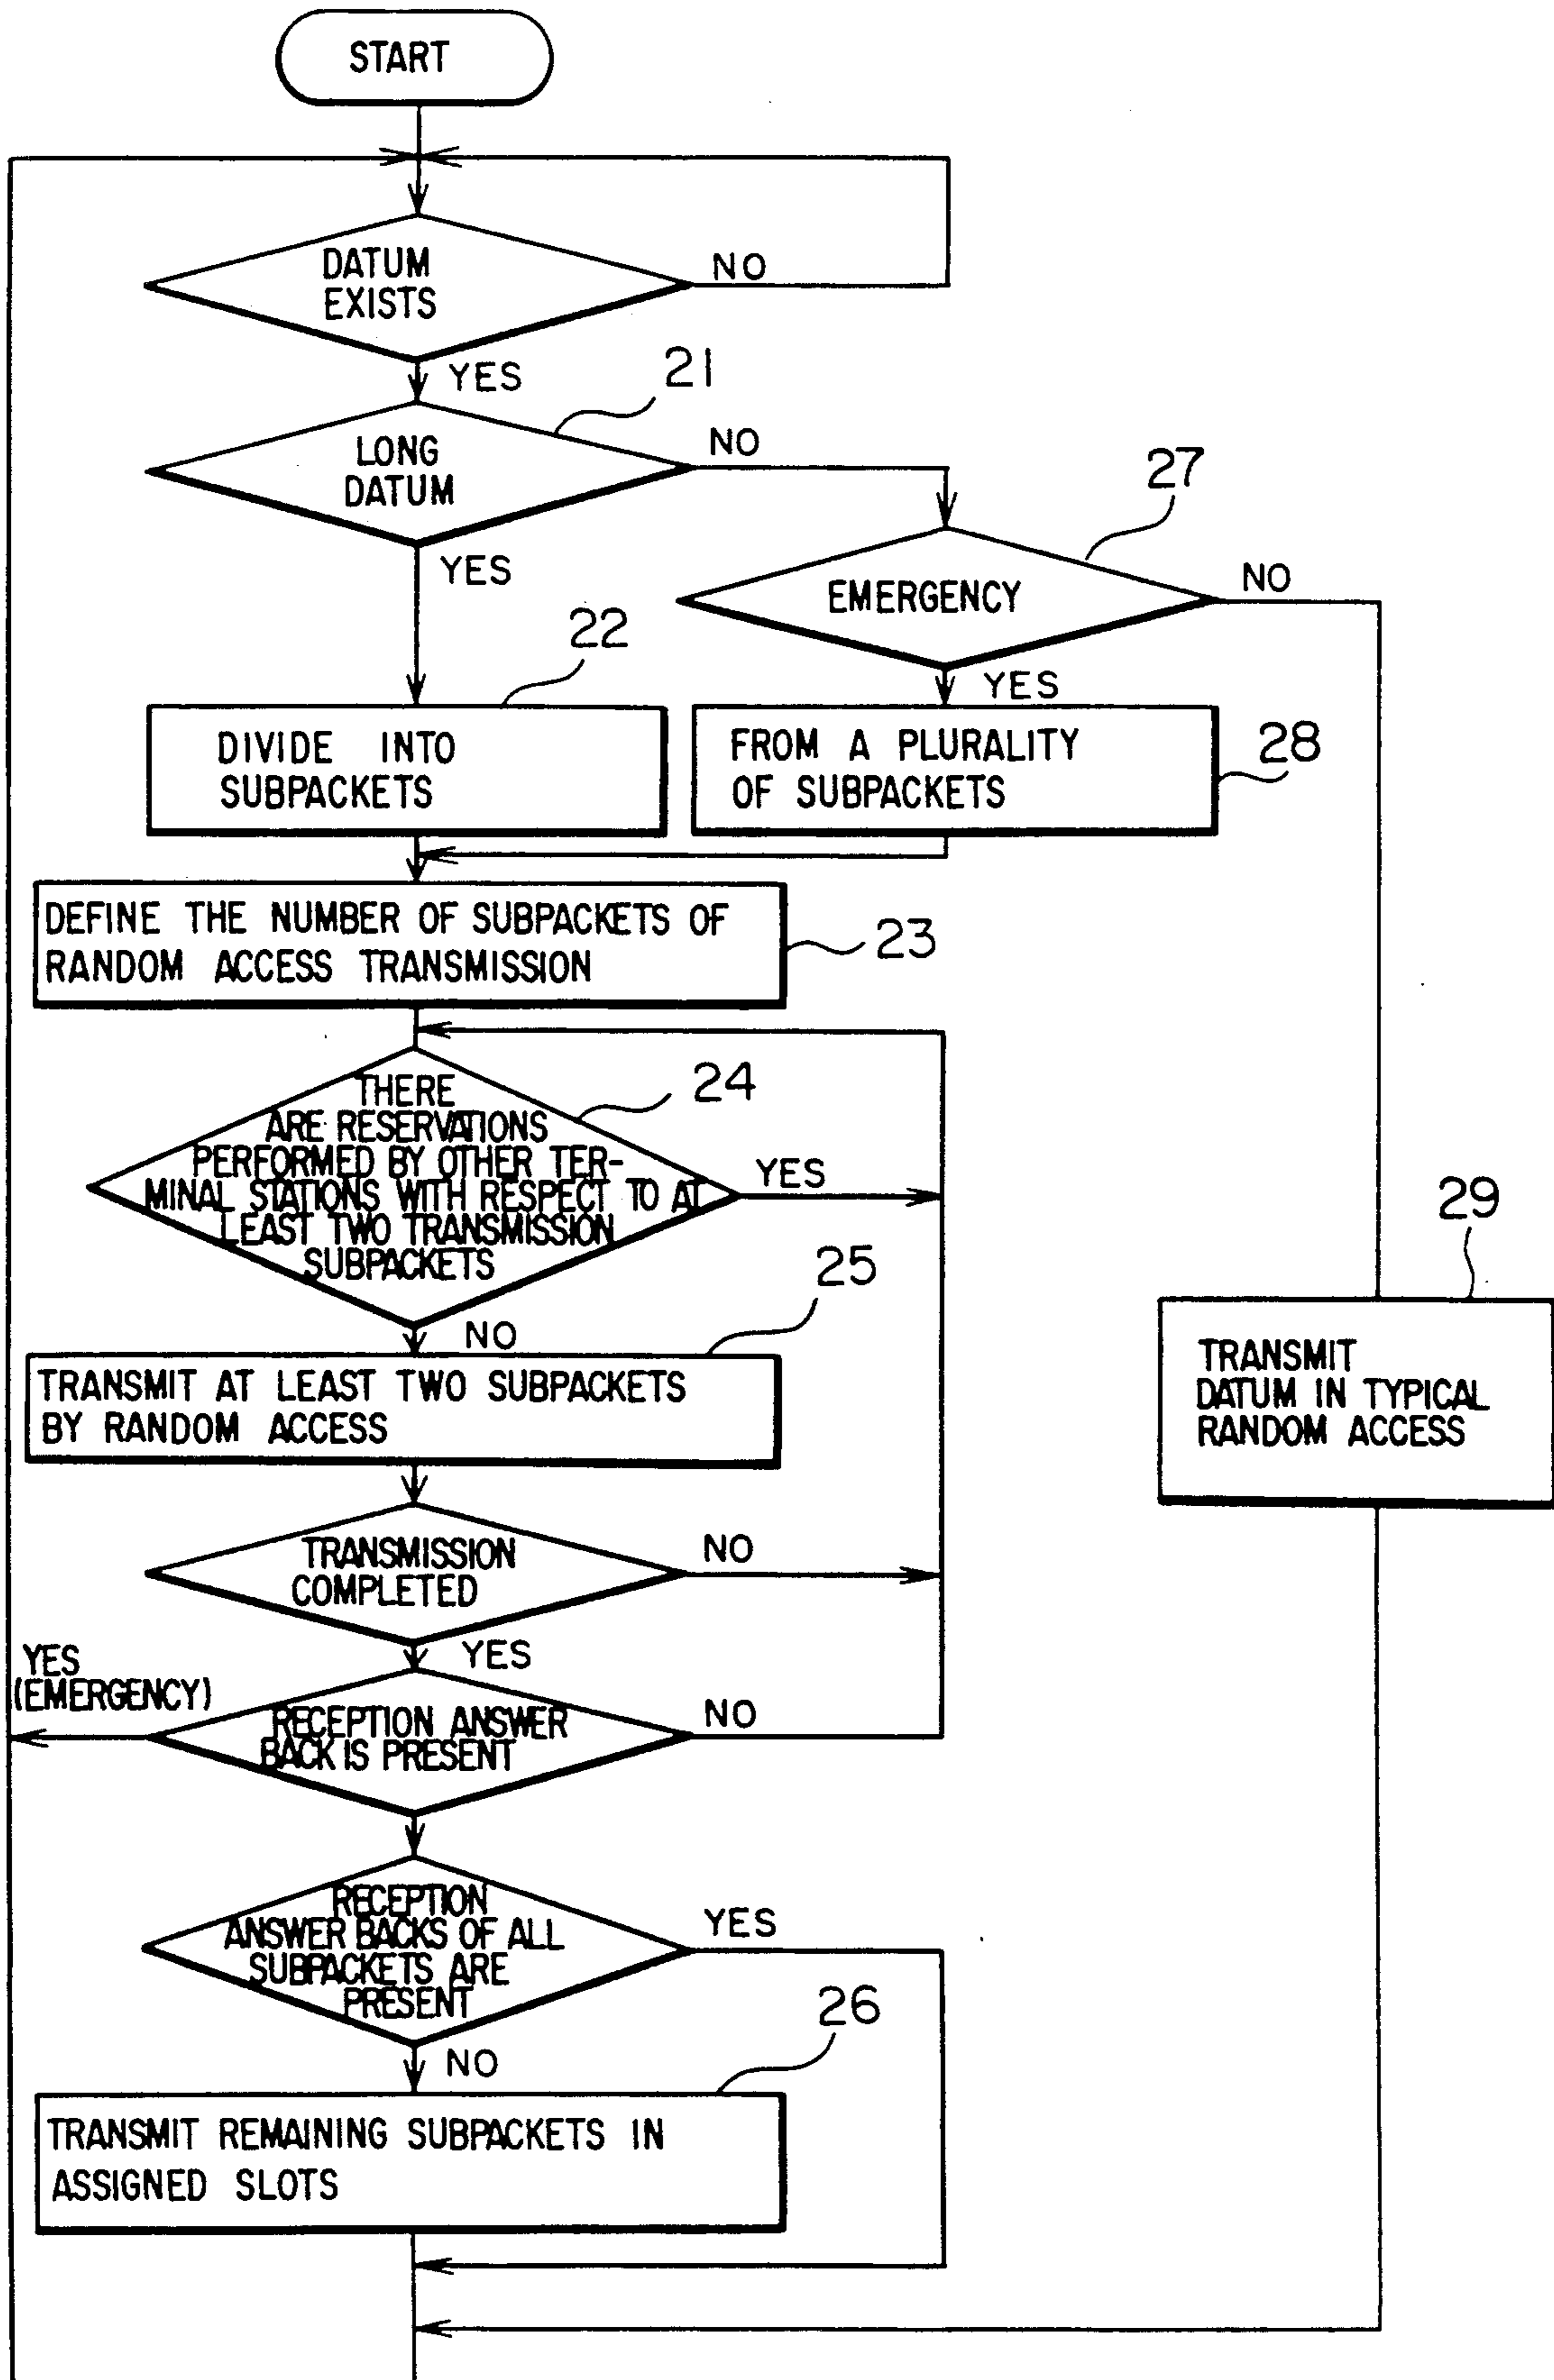 START
DATUM
EXISTS
NO
YES
21
LONG
DATUM
NO
YES
27
EMERGENCY
NO
YES
22
DIVIDE INTO
SUBPACKETS
FROM A PLURALITY
OF SUBPACKETS
28
DEFINE THE NUMBER OF SUBPACKETS OF
RANDOM ACCESS TRANSMISSION
23
THERE
ARE RESERVATIONS
PERFORMED BY OTHER TER-
MINAL STATIONS WITH RESPECT TO AT
LEAST TWO TRANSMISSION
SUBPACKETS
24
YES
NO
25
TRANSMIT AT LEAST TWO SUBPACKETS
BY RANDOM ACCESS
29
TRANSMIT
DATUM IN TYPICAL
RANDOM ACCESS
TRANSMISSION
COMPLETED
NO
YES
YES
(EMERGENCY)
RECEPTION ANSWER
BACK IS PRESENT
NO
RECEPTION
ANSWER BACKS OF ALL
SUBPACKETS ARE
PRESENT
YES
NO
26
TRANSMIT REMAINING SUBPACKETS IN
ASSIGNED SLOTS